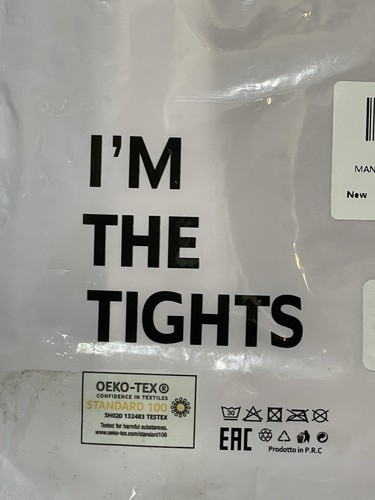 I'M
THE
TIGHTS
MAN
New
OEKO-TEX®
CONFIDENCE IN TEXTILES
STANDARD 100
SH020 132483 TESTEX
Tested for harmful substances.
www.oeko-tex.com/standard100
30
EAC
Prodotto in P.R.C